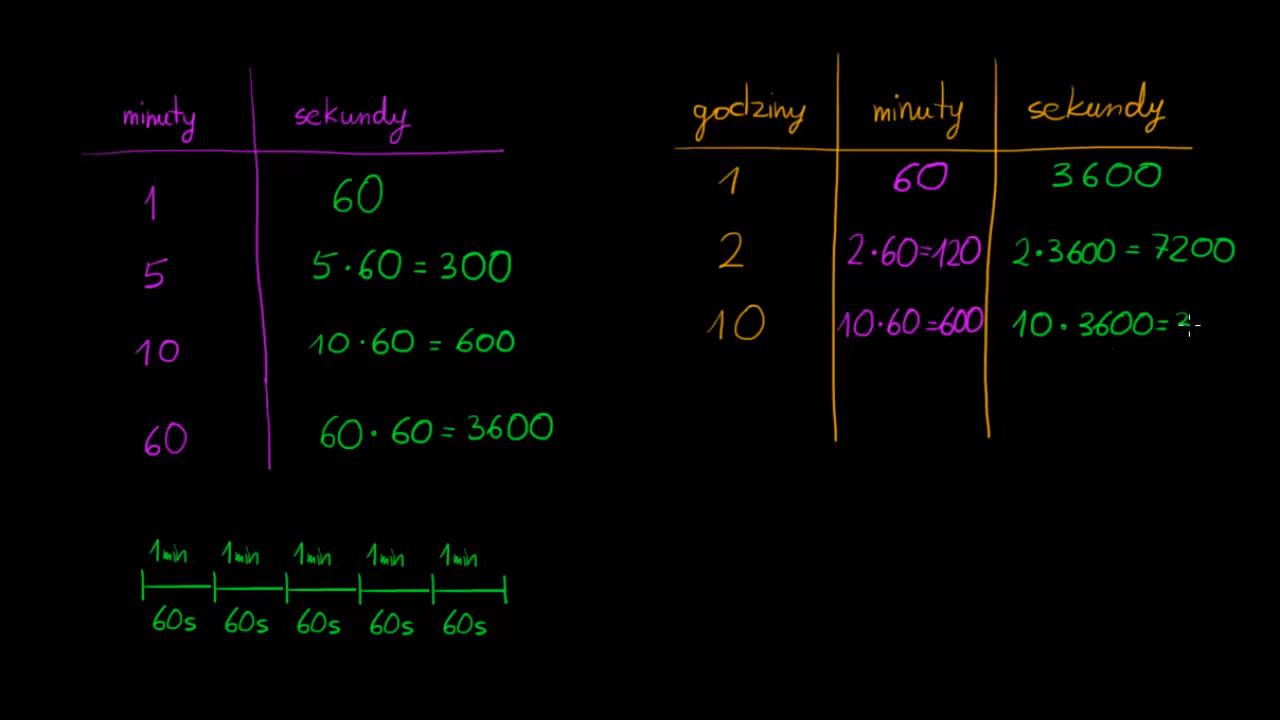 minuty sekundy
1 60
5 5·60=300
10 10·60=600
60 60·60=3600
1min 1min 1min 1min 1min
60s 60s 60s 60s 60s
godziny minuty sekundy
1 60 3600
2 2·60=120 2·3600=7200
10 10·60=600 10·3600=3